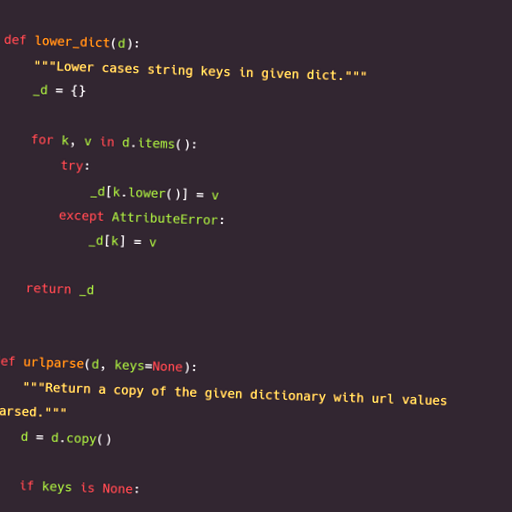 def lower_dict(d):
"""Lower cases string keys in given dict."""
_d = {}
for k, v in d.items():
try:
_d[k.lower()] = v
except AttributeError:
_d[k] = v
return _d
ef urlparse(d, keys=None):
"""Return a copy of the given dictionary with url values
arsed."""
d = d.copy()
if keys is None: